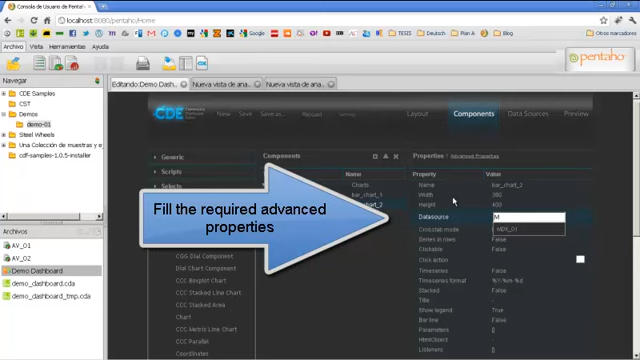 Consola de Usuario de Pentaho
localhost:8080/pentaho/Home
TESIS
Deutsch
Plan A
Google
Otros marcadores
Archivo Ver Herramientas Ayuda
pentaho
Navegar
CDE Samples
CST
Demos
demo-01
Steel Wheels
Una Colección de muestras y ej
cdf-samples-1.0.5-installer
AV_01
AV_02
Demo Dashboard
demo_dashboard.cda
demo_dashboard_tmp.cda
Editando:Demo Dash...
Nueva vista de ana...
Nueva vista de ana...
CDE
New
Save
Save as...
Reload
Layout
Components
Data Sources
Preview
Generic
Scripts
Selects
CGG Dial Component
Dial Chart Component
CCC Boxplot Chart
CCC Stacked Line Chart
CCC Stacked Area
Chart
CCC Metric Line Chart
CCC Parallel
Coordinates
Components
Name
Charts
bar_chart_1
chart_2
Fill the required advanced
properties
Properties / Advanced Properties
Property Value
Name bar_chart_2
Width 380
Height 400
Datasource M
MDX_01
Crosstab mode
Series in rows False
Clickable False
Click action
Timeseries False
Timeseries format %Y-%m-%d
Stacked False
Title -
Show legend True
Bar line False
Parameters []
HtmlObject -
Listeners []